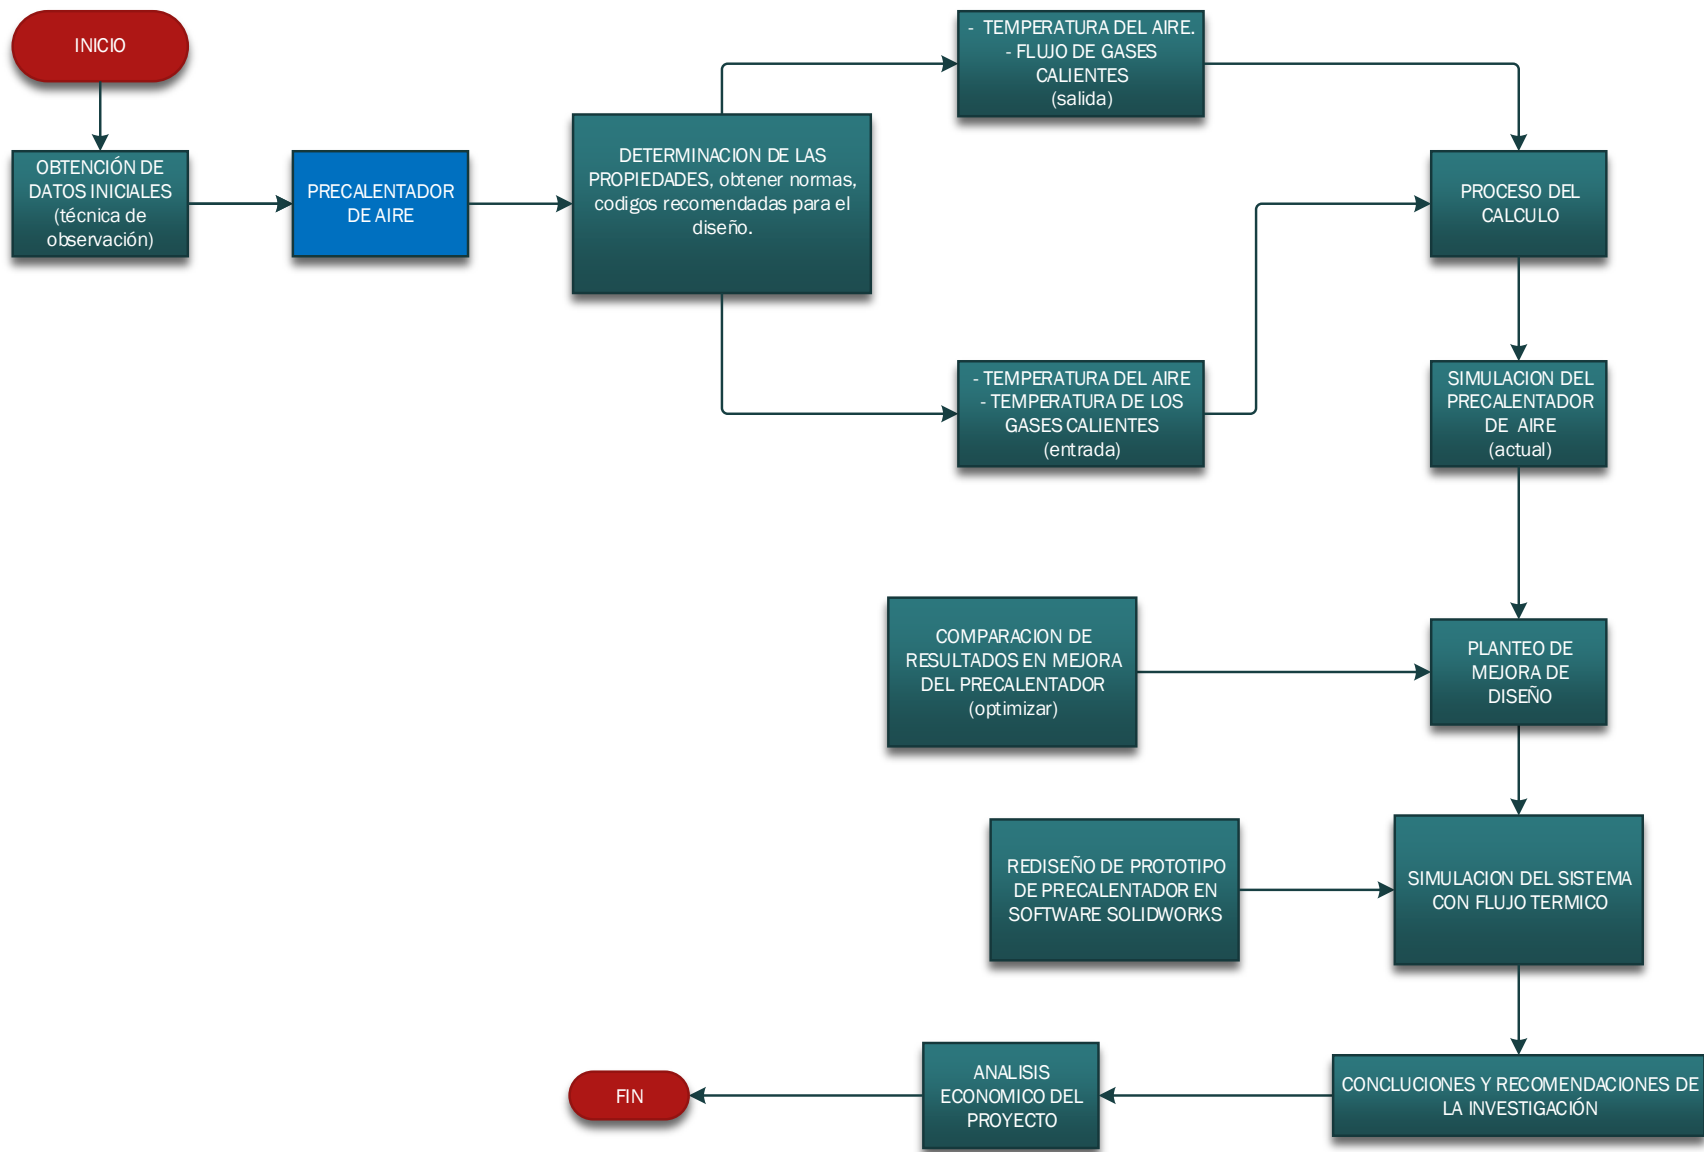 INICIO
OBTENCIÓN DE
DATOS INICIALES
(técnica de
observación)
PRECALENTADOR
DE AIRE
DETERMINACION DE LAS
PROPIEDADES, obtener normas,
codigos recomendadas para el
diseño.
- TEMPERATURA DEL AIRE.
- FLUJO DE GASES
CALIENTES
(salida)
- TEMPERATURA DEL AIRE
- TEMPERATURA DE LOS
GASES CALIENTES
(entrada)
PROCESO DEL
CALCULO
SIMULACION DEL
PRECALENTADOR
DE AIRE
(actual)
COMPARACION DE
RESULTADOS EN MEJORA
DEL PRECALENTADOR
(optimizar)
PLANTEO DE
MEJORA DE
DISEÑO
REDISEÑO DE PROTOTIPO
DE PRECALENTADOR EN
SOFTWARE SOLIDWORKS
SIMULACION DEL SISTEMA
CON FLUJO TERMICO
CONCLUCIONES Y RECOMENDACIONES DE
LA INVESTIGACIÓN
ANALISIS
ECONOMICO DEL
PROYECTO
FIN